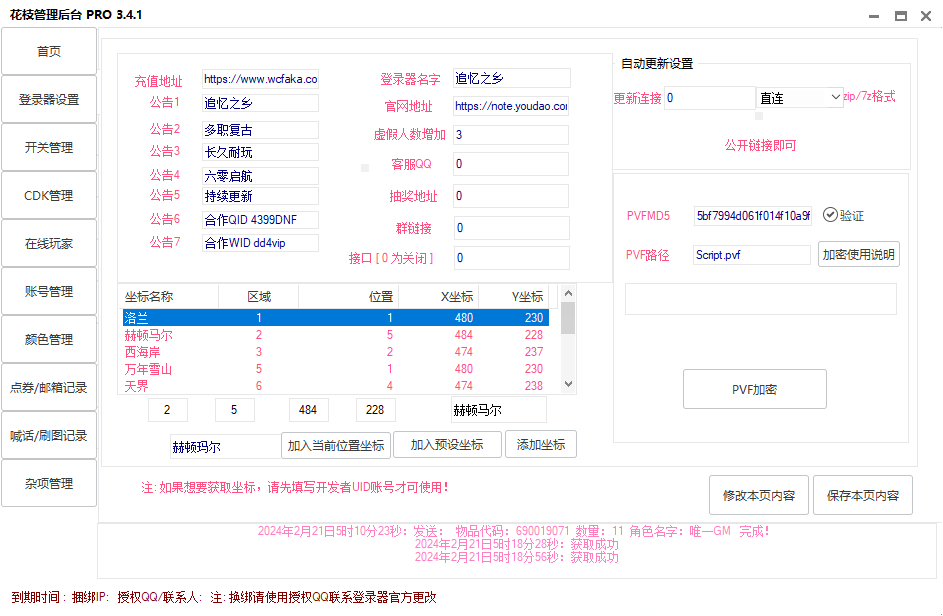 花枝管理后台 PRO 3.4.1
首页
登录器设置
开关管理
CDK管理
在线玩家
账号管理
颜色管理
点券/邮箱记录
喊话/刷图记录
杂项管理
充值地址 https://www.wcfaka.co
公告1 追忆之乡
公告2 多职复古
公告3 长久耐玩
公告4 六零启航
公告5 持续更新
公告6 合作QID 4399DNF
公告7 合作WID dd4vip
登录器名字 追忆之乡
官网地址 https://note.youdao.coı
虚假人数增加 3
客服QQ 0
抽奖地址 0
群链接 0
接口 [ 0 为关闭 ] 0
自动更新设置
更新连接 0 直连 zip/7z格式
公开链接即可
PVFMD5 5bf7994d061f014f10a9f 验证
PVF路径 Script.pvf 加密使用说明
PVF加密
坐标名称 区域 位置 X坐标 Y坐标
洛兰 1 1 480 230
赫顿马尔 2 5 484 228
西海岸 3 2 474 237
万年雪山 5 1 480 230
天界 6 4 474 238
2 5 484 228 赫顿马尔
赫顿玛尔 加入当前位置坐标 加入预设坐标 添加坐标
注: 如果想要获取坐标，请先填写开发者UID账号才可使用！
修改本页内容 保存本页内容
2024年2月21日5时10分23秒：发送： 物品代码：690019071 数量：11 角色名字：唯一GM 完成！
2024年2月21日5时18分28秒：获取成功
2024年2月21日5时18分56秒：获取成功
到期时间： 捆绑IP: 授权QQ/联系人: 注: 换绑请使用授权QQ联系登录器官方更改